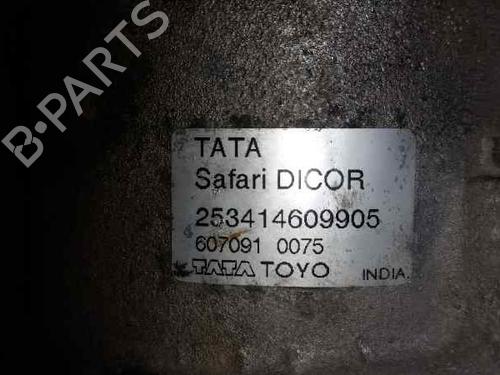 B-PARTS
TATA
Safari DICOR
253414609905
607091 0075
TATA TOYO INDIA.